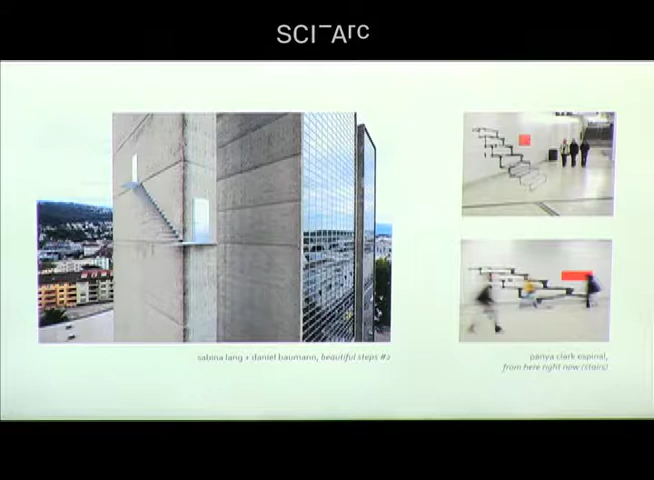 SCI-Arc
sabina lang + daniel baumann, beautiful steps #2
panya clark espinal,
from here right now (stairs)